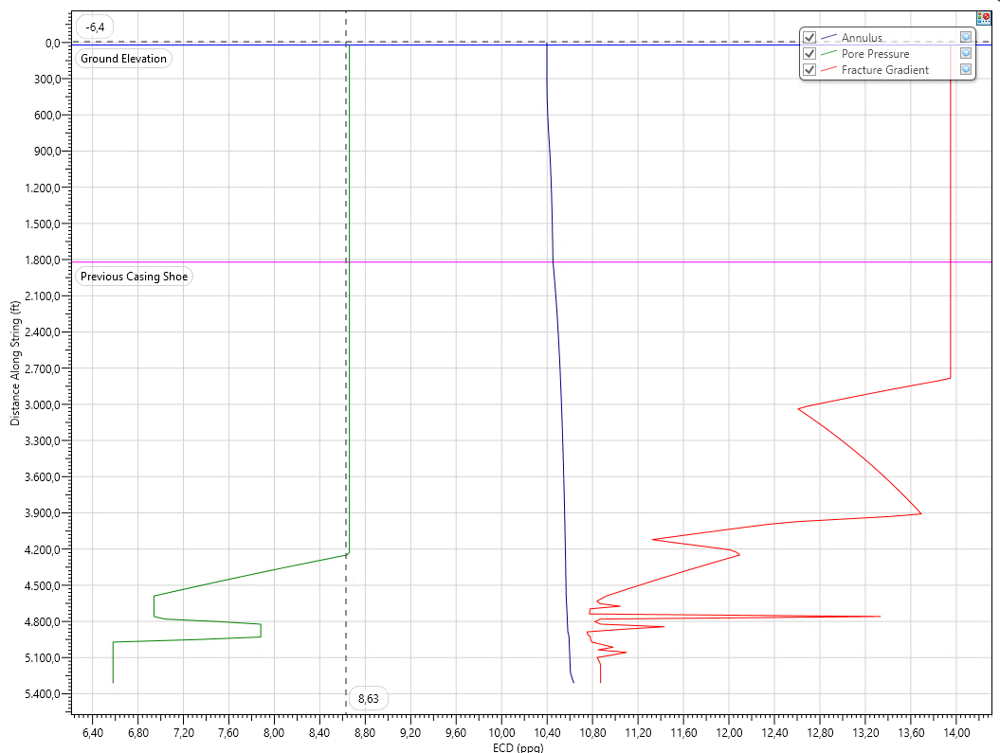 -6,4
0,0
Ground Elevation
Annulus
Pore Pressure
Fracture Gradient
300,0
600,0
900,0
1.200,0
1.500,0
1.800,0
Previous Casing Shoe
2.100,0
2.400,0
2.700,0
3.000,0
3.300,0
3.600,0
3.900,0
4.200,0
4.500,0
4.800,0
5.100,0
5.400,0
Distance Along String (ft)
8,63
6,40 6,80 7,20 7,60 8,00 8,40 8,80 9,20 9,60 10,00 10,40 10,80 11,20 11,60 12,00 12,40 12,80 13,20 13,60 14,00
ECD (ppg)